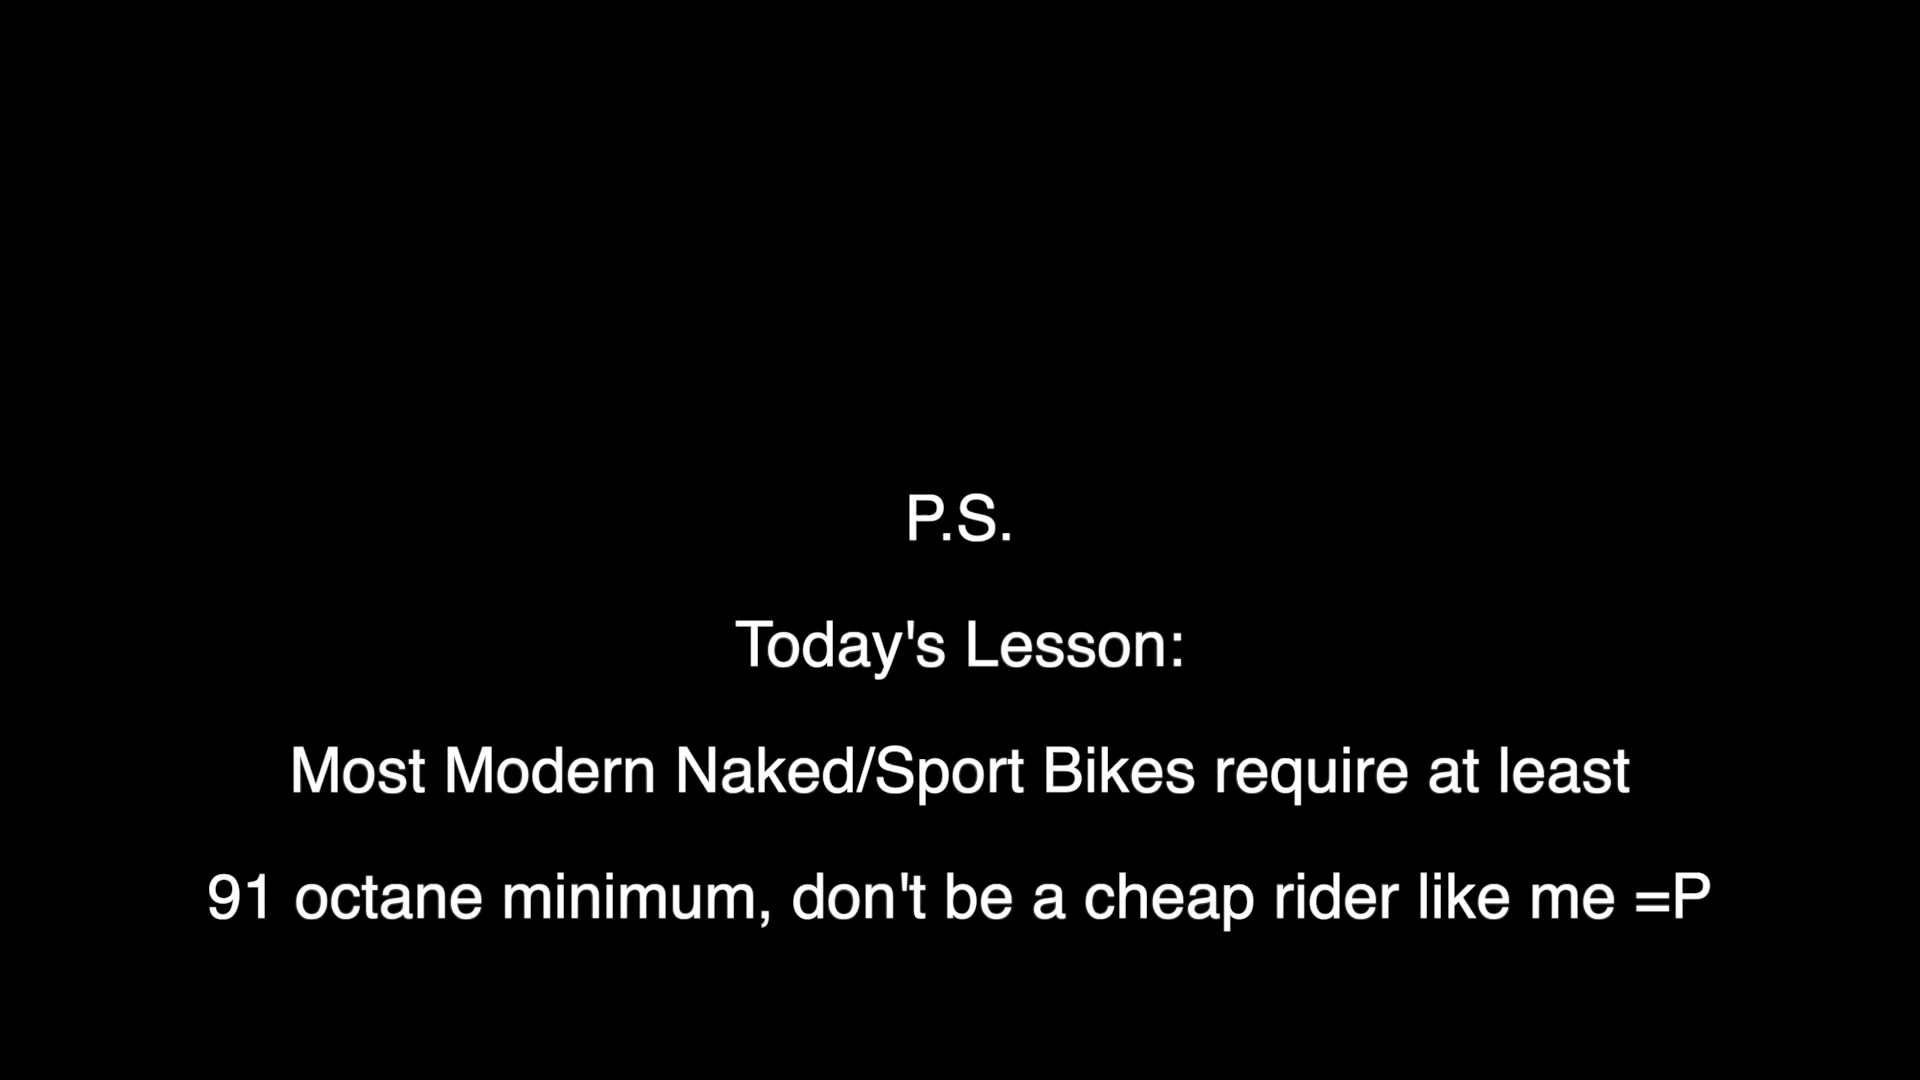 P.S.
Today's Lesson:
Most Modern Naked/Sport Bikes require at least
91 octane minimum, don't be a cheap rider like me =P